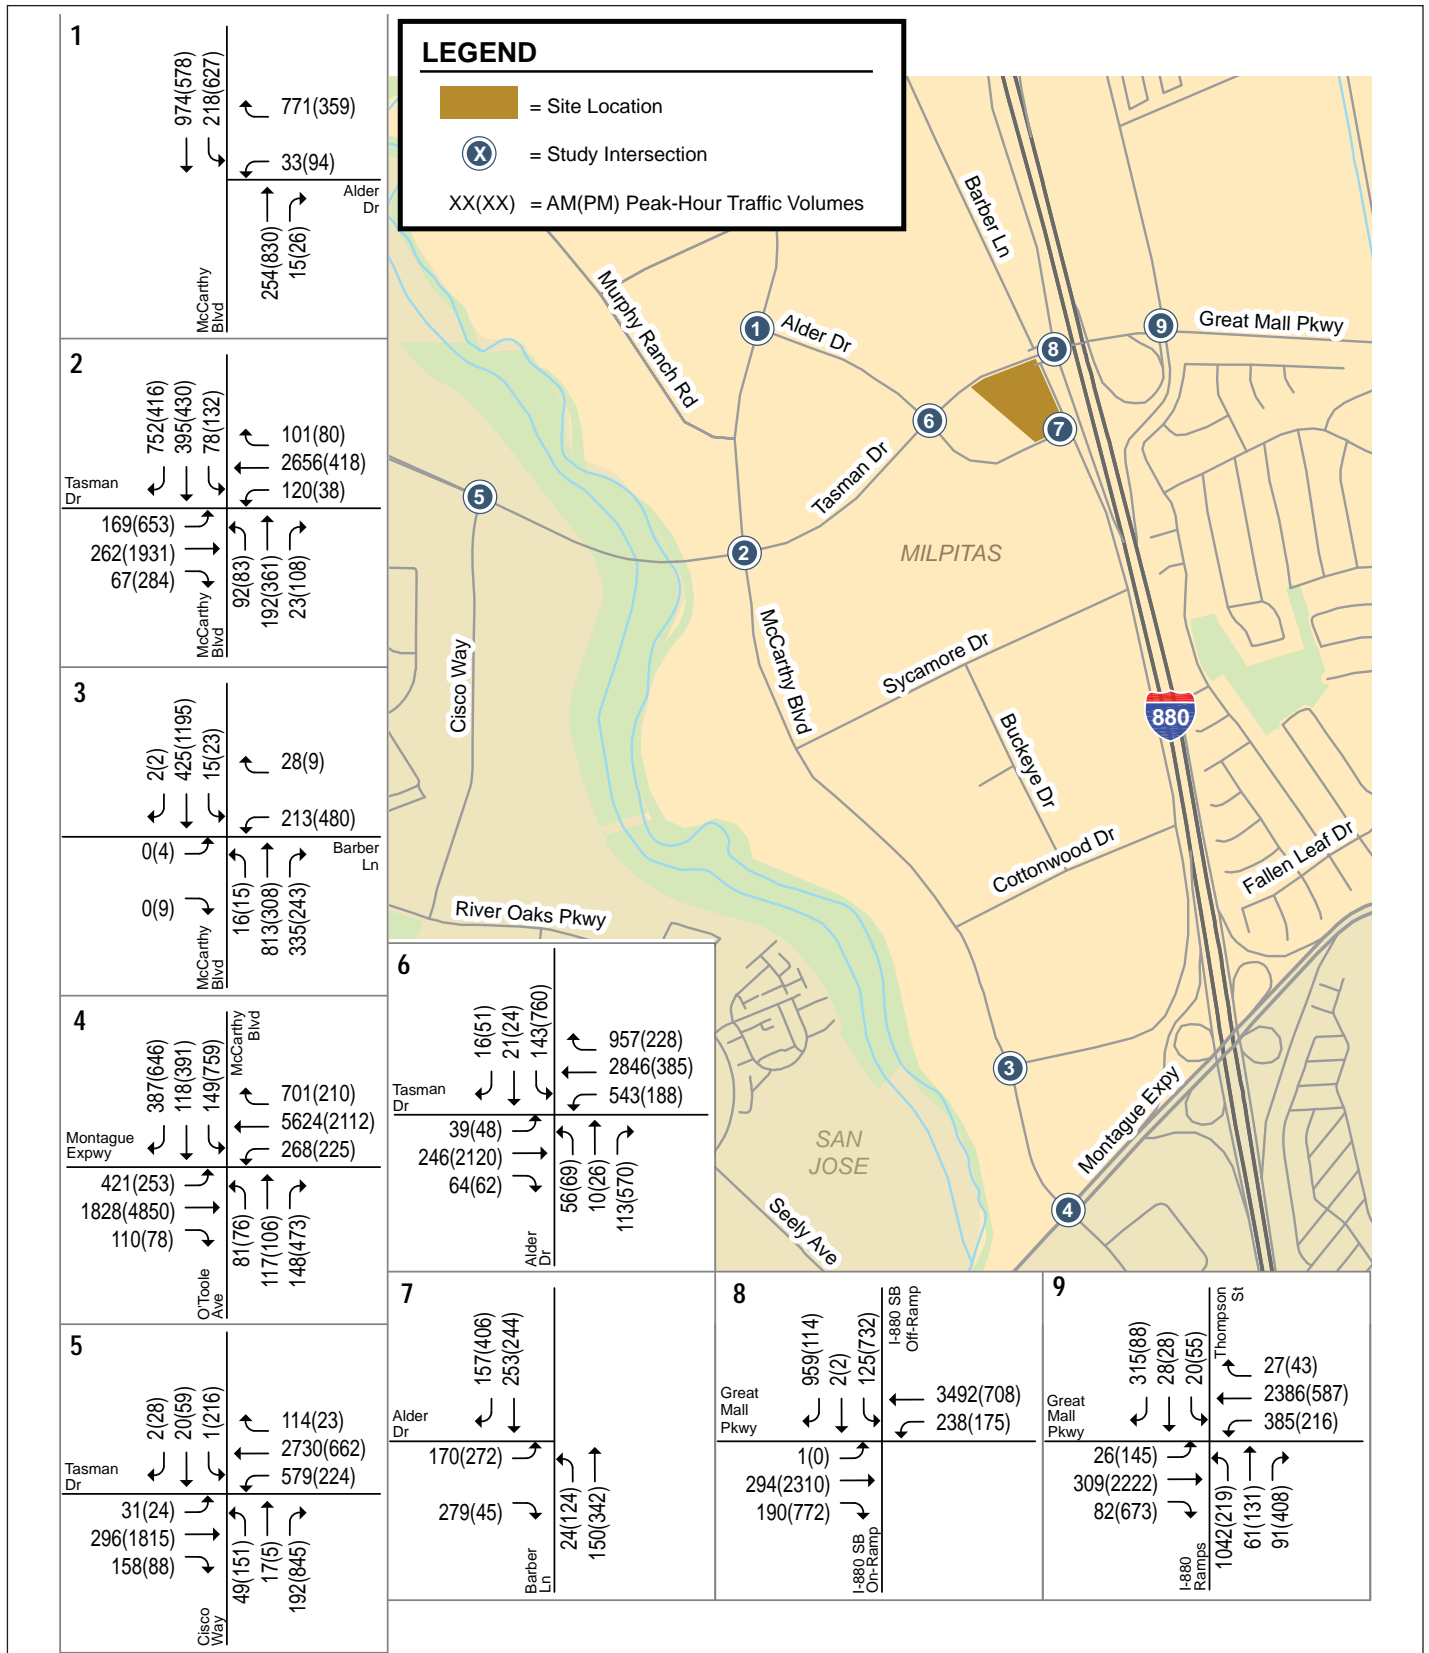 1
974(578)
218(627)
771(359)
33(94)
Alder
Dr
254(830)
15(26)
McCarthy
Blvd
LEGEND
= Site Location
X
= Study Intersection
XX(XX) = AM(PM) Peak-Hour Traffic Volumes
2
752(416)
395(430)
78(132)
101(80)
2656(418)
120(38)
Tasman
Dr
169(653)
262(1931)
67(284)
92(83)
192(361)
23(108)
McCarthy
Blvd
3
2(2)
425(1195)
15(23)
28(9)
213(480)
0(4)
Barber
Ln
0(9)
16(15)
813(308)
335(243)
McCarthy
Blvd
4
387(646)
118(391)
149(759)
McCarthy
Blvd
701(210)
5624(2112)
268(225)
Montague
Expwy
421(253)
1828(4850)
110(78)
81(76)
117(106)
148(473)
O'Toole
Ave
5
2(28)
20(59)
1(216)
114(23)
2730(662)
579(224)
Tasman
Dr
31(24)
296(1815)
158(88)
49(151)
17(5)
192(845)
Cisco
Way
6
16(51)
21(24)
143(760)
957(228)
2846(385)
543(188)
Tasman
Dr
39(48)
246(2120)
64(62)
56(69)
10(26)
113(570)
Alder
Dr
7
157(406)
253(244)
Alder
Dr
170(272)
279(45)
24(124)
150(342)
Barber
Ln
8
959(114)
2(2)
125(732)
I-880 SB
Off-Ramp
3492(708)
238(175)
Great
Mall
Pkwy
1(0)
294(2310)
190(772)
I-880 SB
On-Ramp
9
315(88)
28(28)
20(55)
Thompson
St
27(43)
2386(587)
385(216)
Great
Mall
Pkwy
26(145)
309(2222)
82(673)
1042(219)
61(131)
91(408)
I-880
Ramps
Barber Ln
Murphy Ranch Rd
1
Alder Dr
8
9
Great Mall Pkwy
6
7
Tasman Dr
5
2
MILPITAS
Cisco Way
McCarthy Blvd
Sycamore Dr
Buckeye Dr
880
Cottonwood Dr
Fallen Leaf Dr
River Oaks Pkwy
3
Montague Expy
SAN
JOSE
Seely Ave
4